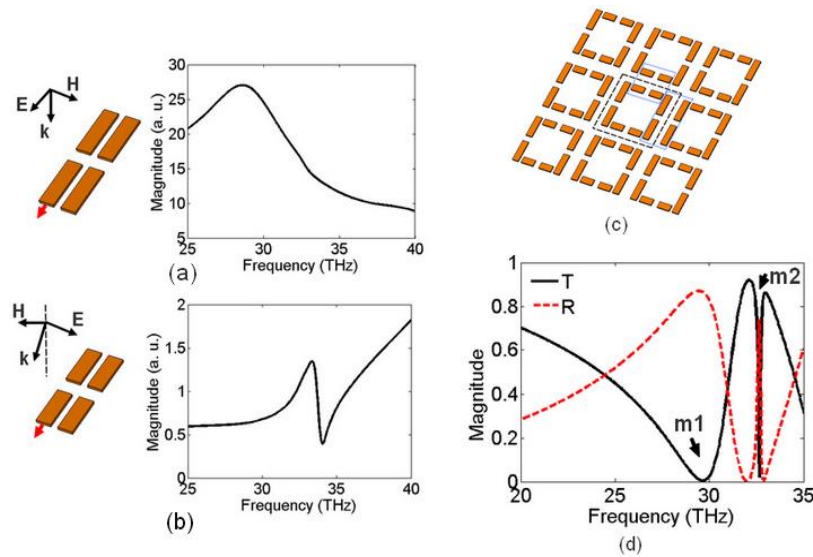 E
H
k
30
25
20
15
10
5
Magnitude (a. u.)
25 30 35 40
Frequency (THz)
(a)
H
E
k
2
1.5
1
0.5
0
Magnitude (a. u.)
25 30 35 40
Frequency (THz)
(b)
(c)
1
0.8
0.6
0.4
0.2
0
Magnitude
T
R
m2
m1
20 25 30 35
Frequency (THz)
(d)